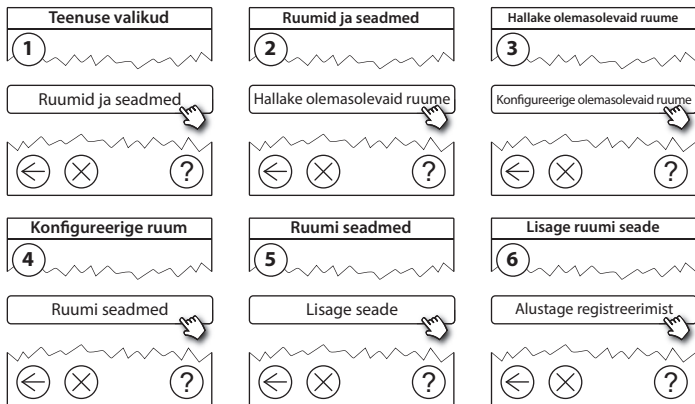 Teenuse valikud
1
Ruumid ja seadmed
?
Ruumid ja seadmed
2
Hallake olemasolevaid ruume
?
Hallake olemasolevaid ruume
3
Konfigureerige olemasolevaid ruume
?
Konfigureerige ruum
4
Ruumi seadmed
?
Ruumi seadmed
5
Lisage seade
?
Lisage ruumi seade
6
Alustage registreerimist
?